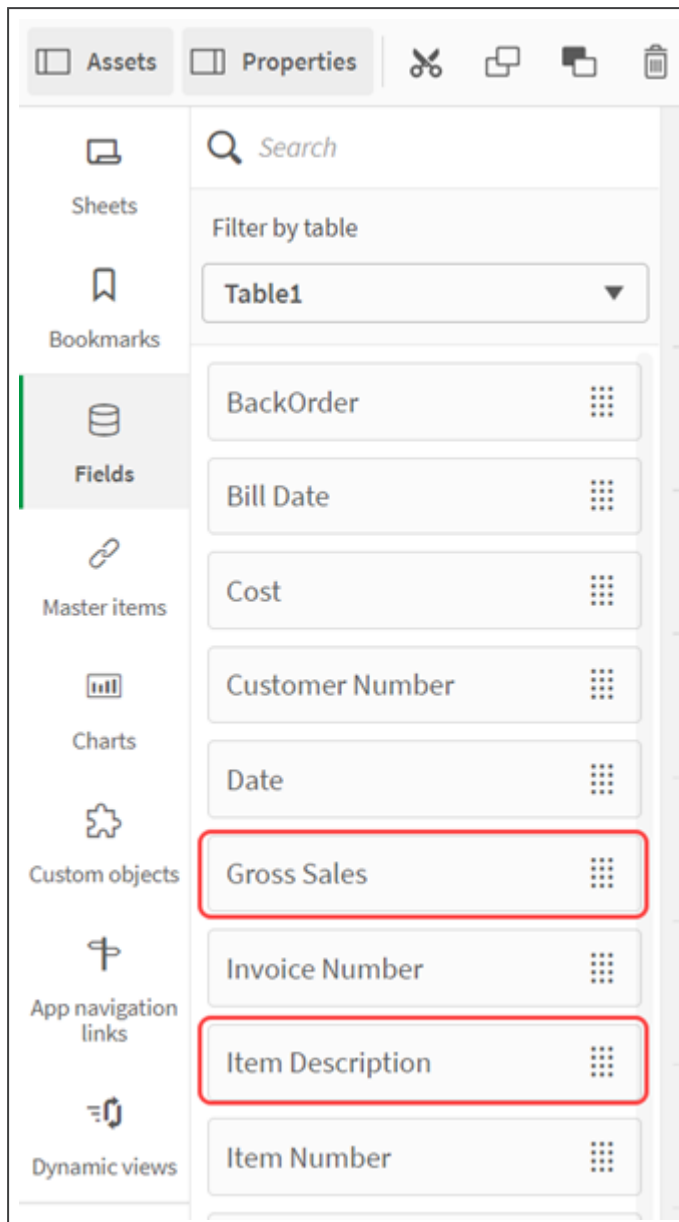 Assets Properties
Sheets
Bookmarks
Fields
Master items
Charts
Custom objects
App navigation
links
Dynamic views
Search
Filter by table
Table1
BackOrder
Bill Date
Cost
Customer Number
Date
Gross Sales
Invoice Number
Item Description
Item Number